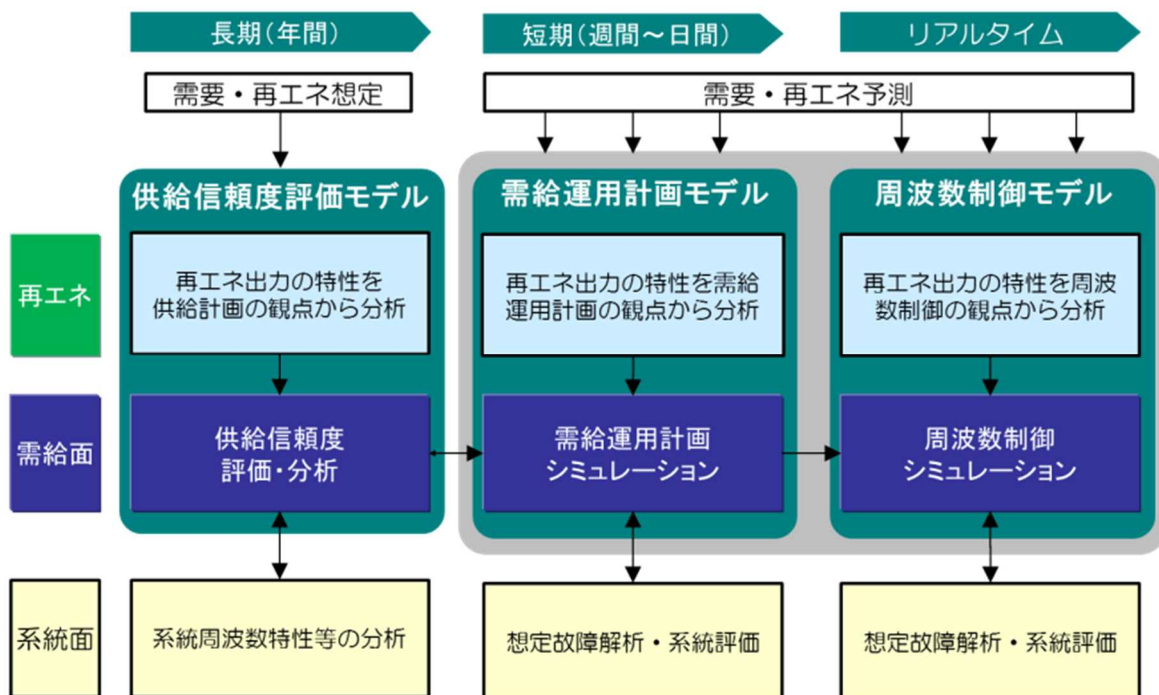 長期(年間)
短期(週間～日間)
リアルタイム
需要・再エネ想定
需要・再エネ予測
供給信頼度評価モデル
需給運用計画モデル
周波数制御モデル
再エネ
再エネ出力の特性を
供給計画の観点から分析
再エネ出力の特性を需給
運用計画の観点から分析
再エネ出力の特性を周波
数制御の観点から分析
需給面
供給信頼度
評価・分析
需給運用計画
シミュレーション
周波数制御
シミュレーション
系統面
系統周波数特性等の分析
想定故障解析・系統評価
想定故障解析・系統評価